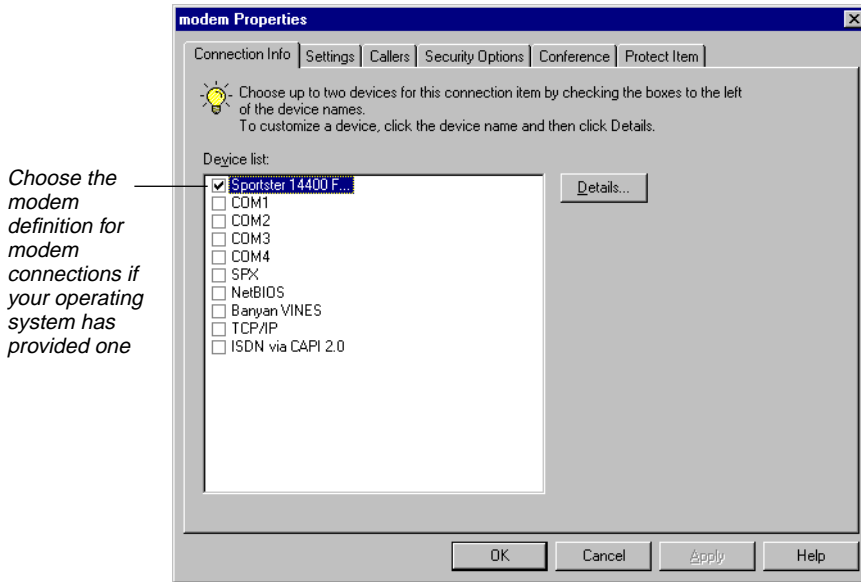 modem Properties
Connection Info Settings Callers Security Options Conference Protect Item
Choose up to two devices for this connection item by checking the boxes to the left
of the device names.
To customize a device, click the device name and then click Details.
Device list:
Sportster 14400 F...
Details...
COM1
COM2
COM3
COM4
SPX
NetBIOS
Banyan VINES
TCP/IP
ISDN via CAPI 2.0
Choose the
modem
definition for
modem
connections if
your operating
system has
provided one
OK Cancel Apply Help